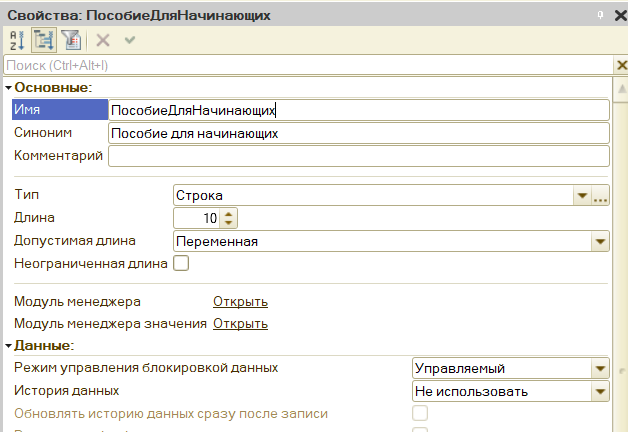 Свойства: ПособиеДляНачинающих
Поиск (Ctrl+Alt+I)
Основные:
Имя ПособиеДляНачинающих
Синоним Пособие для начинающих
Комментарий
Тип Строка
Длина 10
Допустимая длина Переменная
Неограниченная длина
Модуль менеджера Открыть
Модуль менеджера значения Открыть
Данные:
Режим управления блокировкой данных Управляемый
История данных Не использовать
Обновлять историю данных сразу после записи